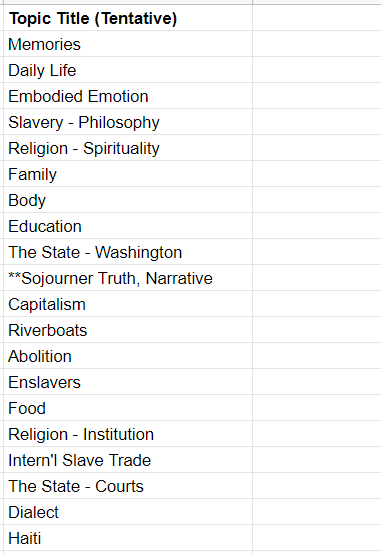 Topic Title (Tentative)
Memories
Daily Life
Embodied Emotion
Slavery - Philosophy
Religion - Spirituality
Family
Body
Education
The State - Washington
**Sojourner Truth, Narrative
Capitalism
Riverboats
Abolition
Enslavers
Food
Religion - Institution
Intern'l Slave Trade
The State - Courts
Dialect
Haiti